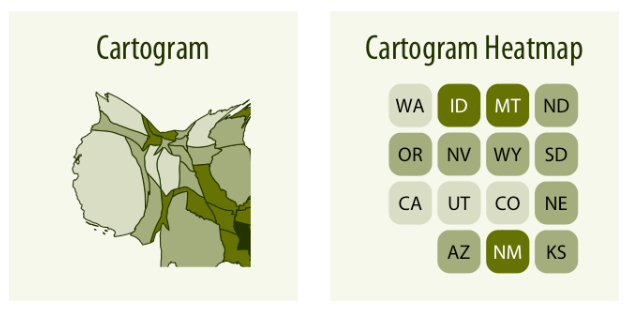 Cartogram
Cartogram Heatmap
WA ID MT ND
OR NV WY SD
CA UT CO NE
AZ NM KS